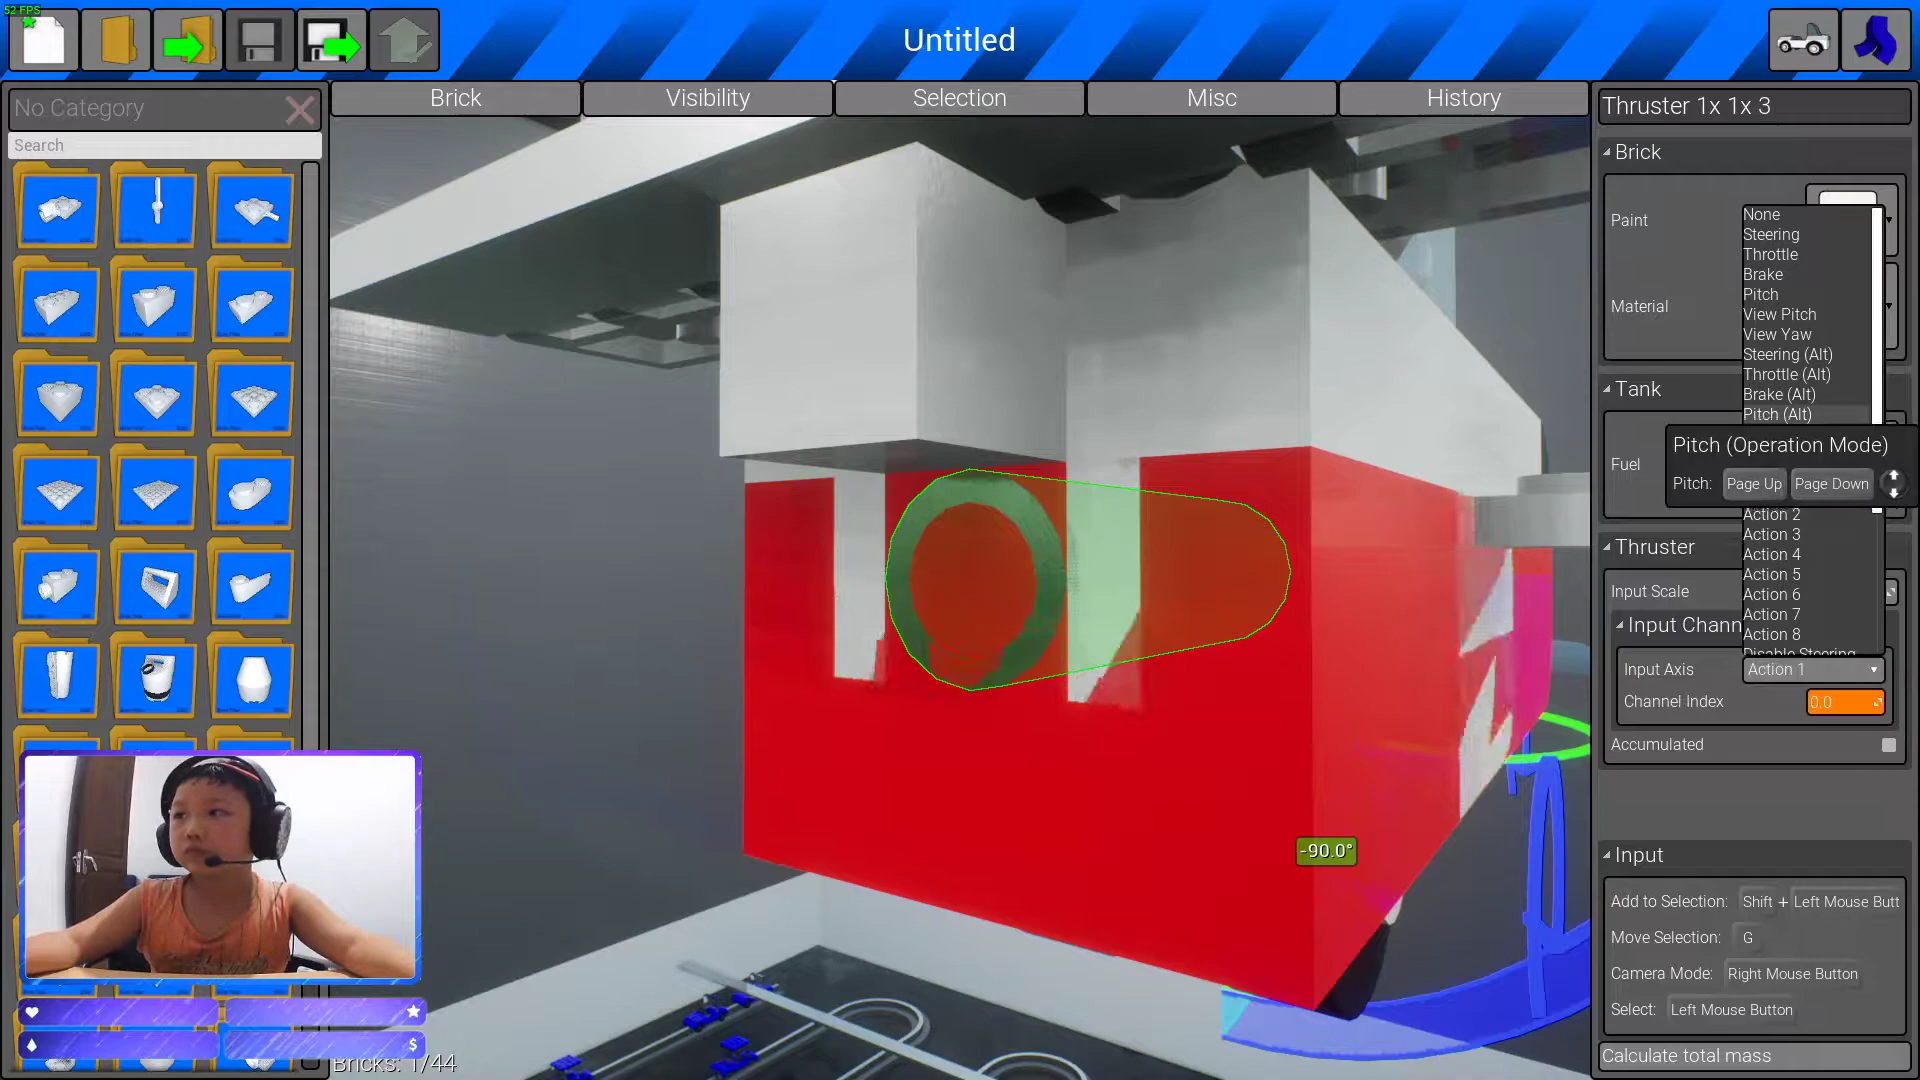 52 FPS
Untitled
No Category
Search
Brick
Visibility
Selection
Misc
History
Thruster 1x 1x 3
Brick
Paint
Material
None
Steering
Throttle
Brake
Pitch
View Pitch
View Yaw
Steering (Alt)
Throttle (Alt)
Brake (Alt)
Pitch (Alt)
Tank
Fuel
Pitch (Operation Mode)
Pitch: Page Up Page Down
Action 2
Action 3
Action 4
Action 5
Action 6
Action 7
Action 8
Disable Steering
Thruster
Input Scale
Input Chann
Input Axis Action 1
Channel Index 0.0
Accumulated
-90.0°
Input
Add to Selection: Shift + Left Mouse Butt
Move Selection: G
Camera Mode: Right Mouse Button
Select: Left Mouse Button
Calculate total mass
Bricks: 1/44
$